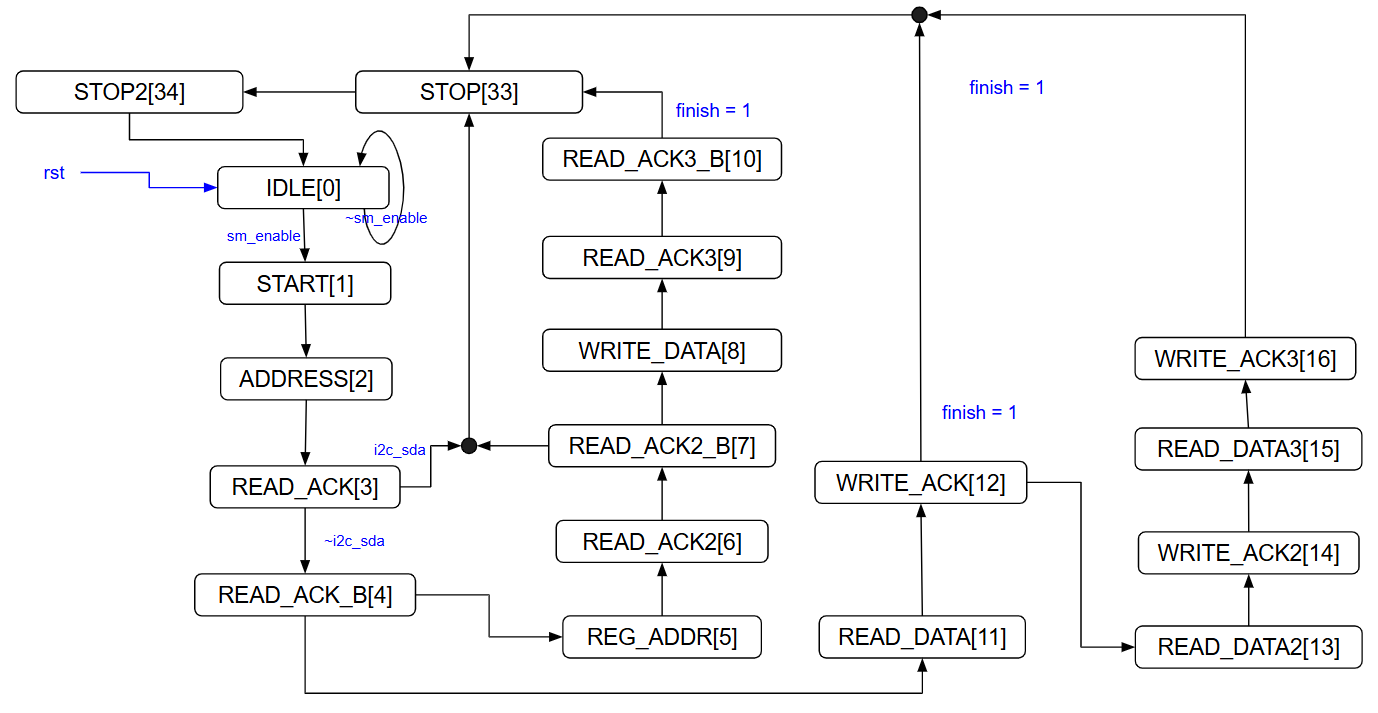 finish = 1
STOP2[34]
STOP[33]
finish = 1
READ_ACK3_B[10]
rst
IDLE[0]
~sm_enable
sm_enable
READ_ACK3[9]
START[1]
WRITE_DATA[8]
WRITE_ACK3[16]
ADDRESS[2]
finish = 1
i2c_sda
READ_ACK2_B[7]
READ_DATA3[15]
READ_ACK[3]
WRITE_ACK[12]
~i2c_sda
READ_ACK2[6]
WRITE_ACK2[14]
READ_ACK_B[4]
REG_ADDR[5]
READ_DATA[11]
READ_DATA2[13]